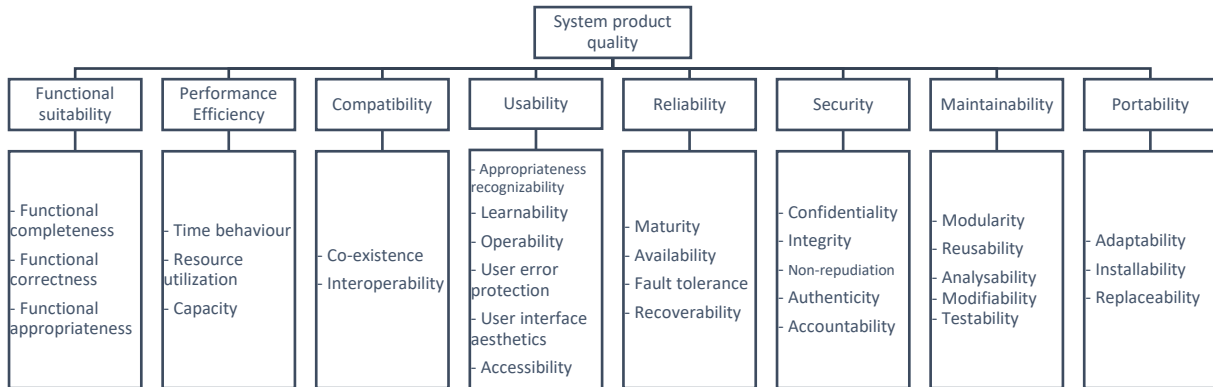 System product
quality
Functional
suitability
Performance
Efficiency
Compatibility
Usability
Reliability
Security
Maintainability
Portability
- Functional
completeness
- Functional
correctness
- Functional
appropriateness
- Time behaviour
- Resource
utilization
- Capacity
- Co-existence
- Interoperability
- Appropriateness
recognizability
- Learnability
- Operability
- User error
protection
- User interface
aesthetics
- Accessibility
- Maturity
- Availability
- Fault tolerance
- Recoverability
- Confidentiality
- Integrity
- Non-repudiation
- Authenticity
- Accountability
- Modularity
- Reusability
- Analysability
- Modifiability
- Testability
- Adaptability
- Installability
- Replaceability